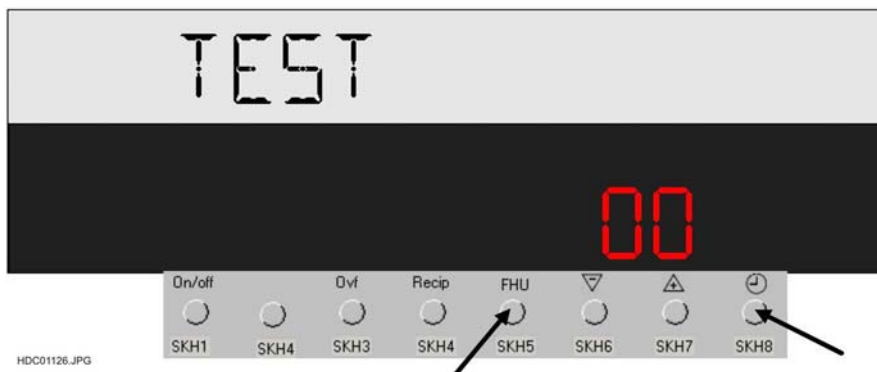 TEST
00
On/off Ovf Recip FHU
SKH1 SKH4 SKH3 SKH4 SKH5 SKH6 SKH7 SKH8
HDC01126.JPG